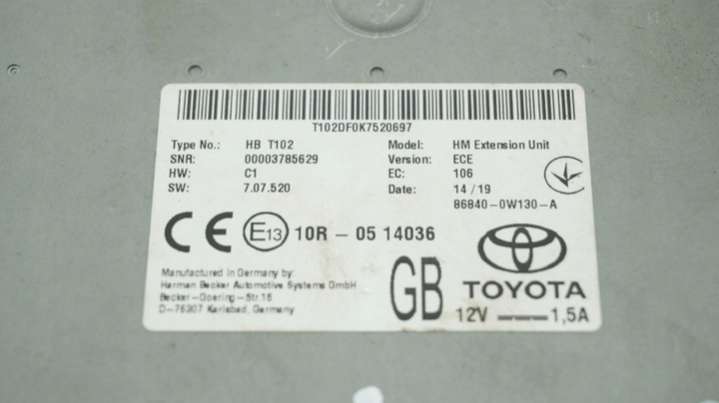 T102DF0K7520697
Type No.: HB T102 Model: HM Extension Unit
SNR: 00003785629 Version: ECE
HW: C1 EC: 106
SW: 7.07.520 Date: 14 / 19
86840-0W130-A
CE E13 10R - 05 14036
Manufactured in Germany by:
Harman Becker Automotive Systems GmbH
Becker-Goering-Str.16
D-76307 Karlsbad, Germany
GB
TOYOTA
12V 1,5A